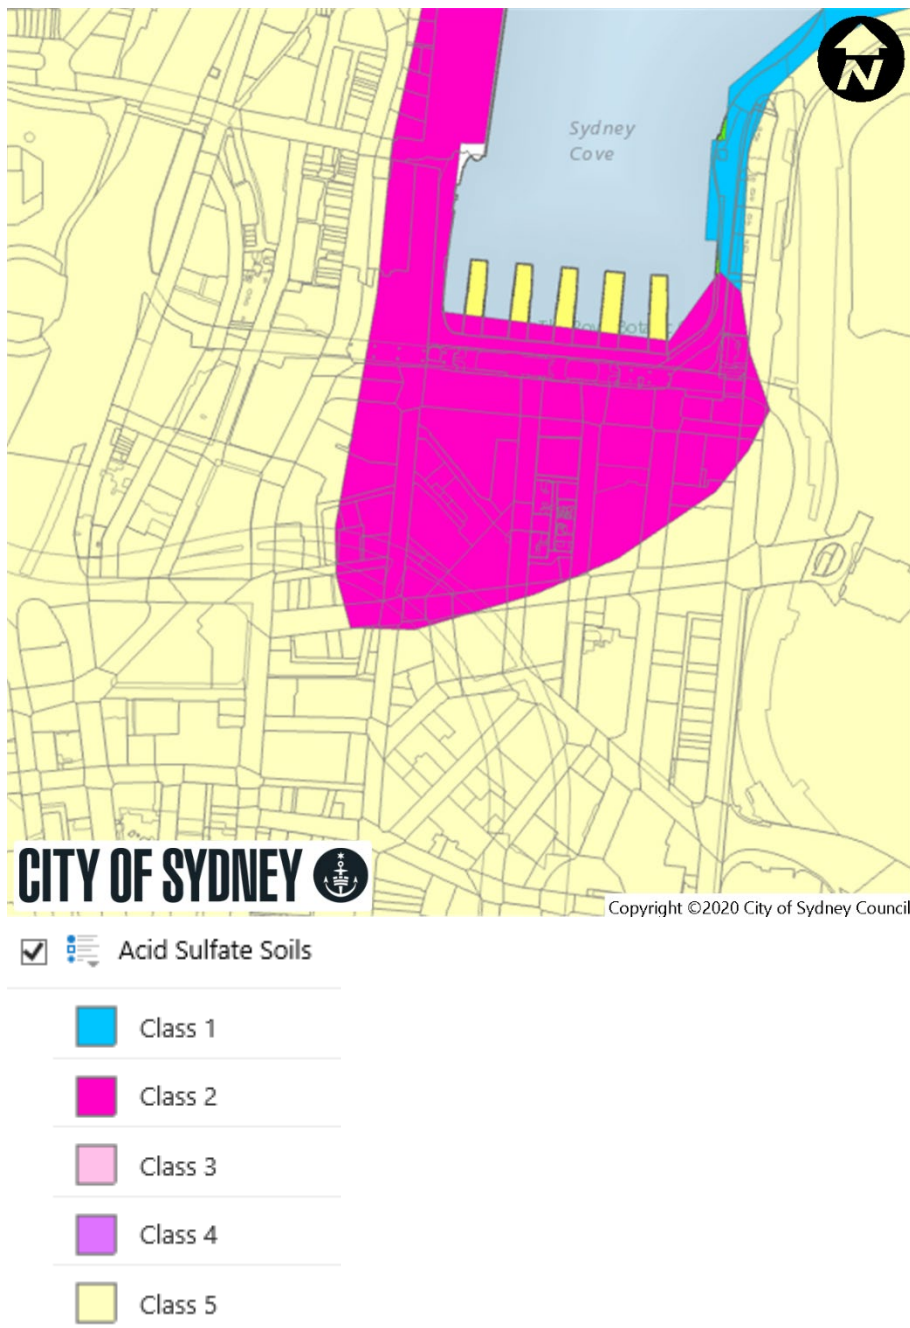 N
Sydney
Cove
CITY OF SYDNEY
Copyright ©2020 City of Sydney Council
Acid Sulfate Soils
Class 1
Class 2
Class 3
Class 4
Class 5